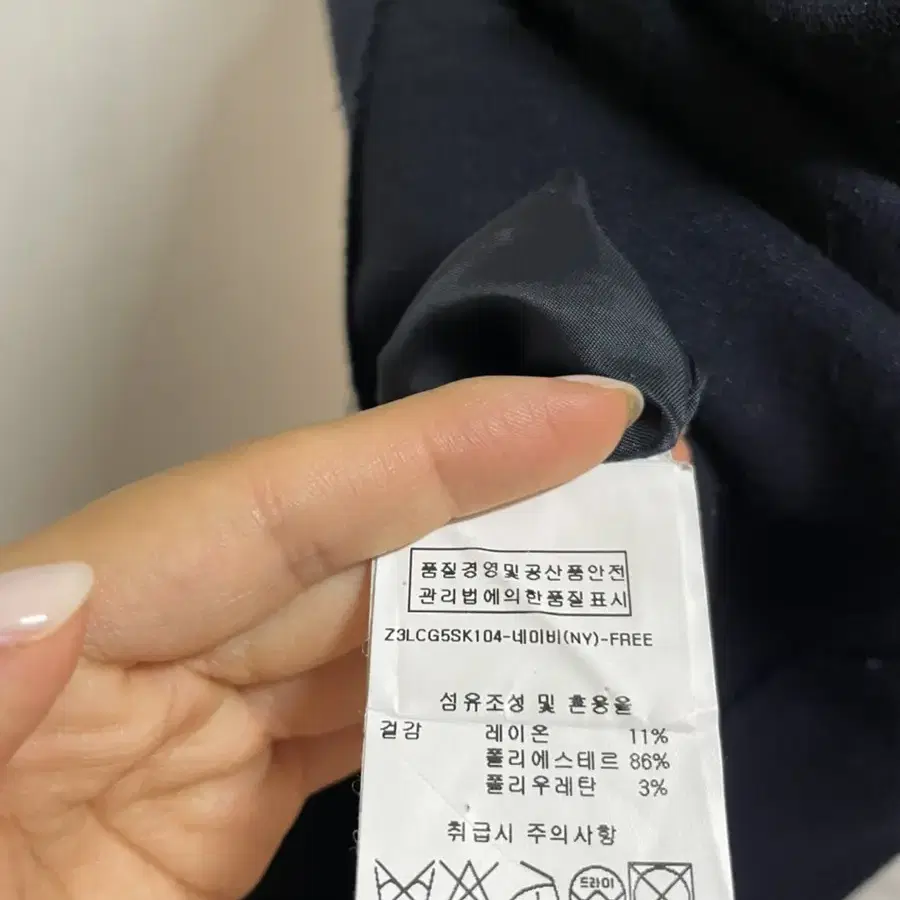 품질경영및공산품안전
관리법에의한품질표시
Z3LCG5SK104-네이비(NY)-FREE
섬유조성 및 혼용율
겉감 레이온 11%
폴리에스테르 86%
폴리우레탄 3%
취급시 주의사항
드라이